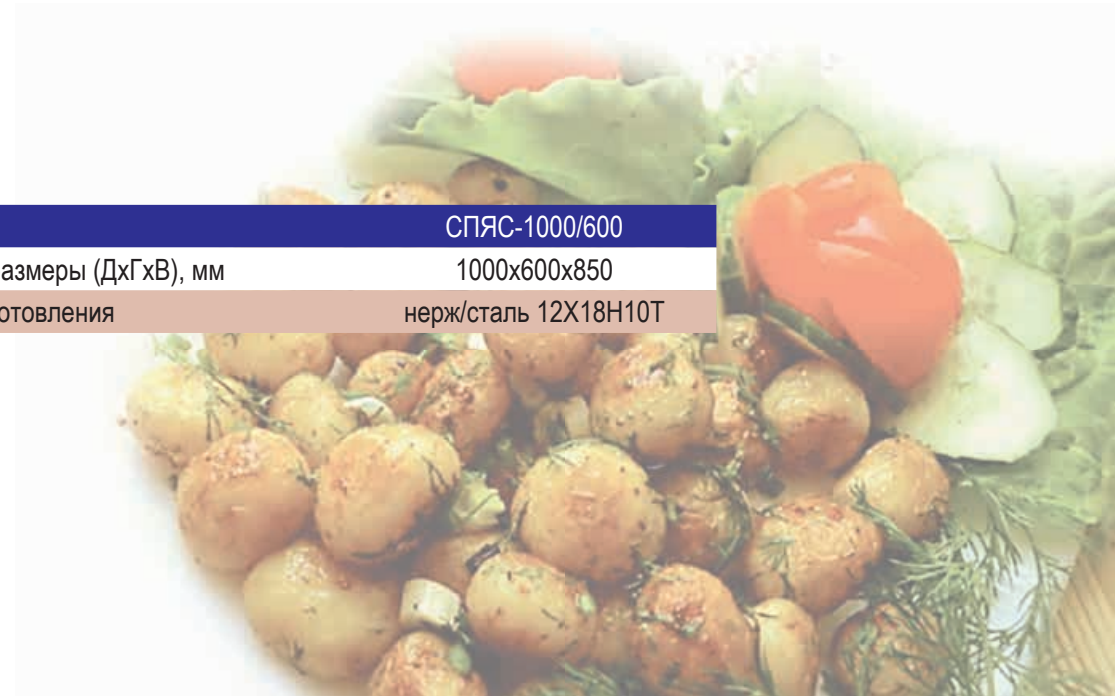 СПЯС-1000/600
азмеры (ДхГхВ), мм 1000х600х850
отовления нерж/сталь 12Х18Н10Т